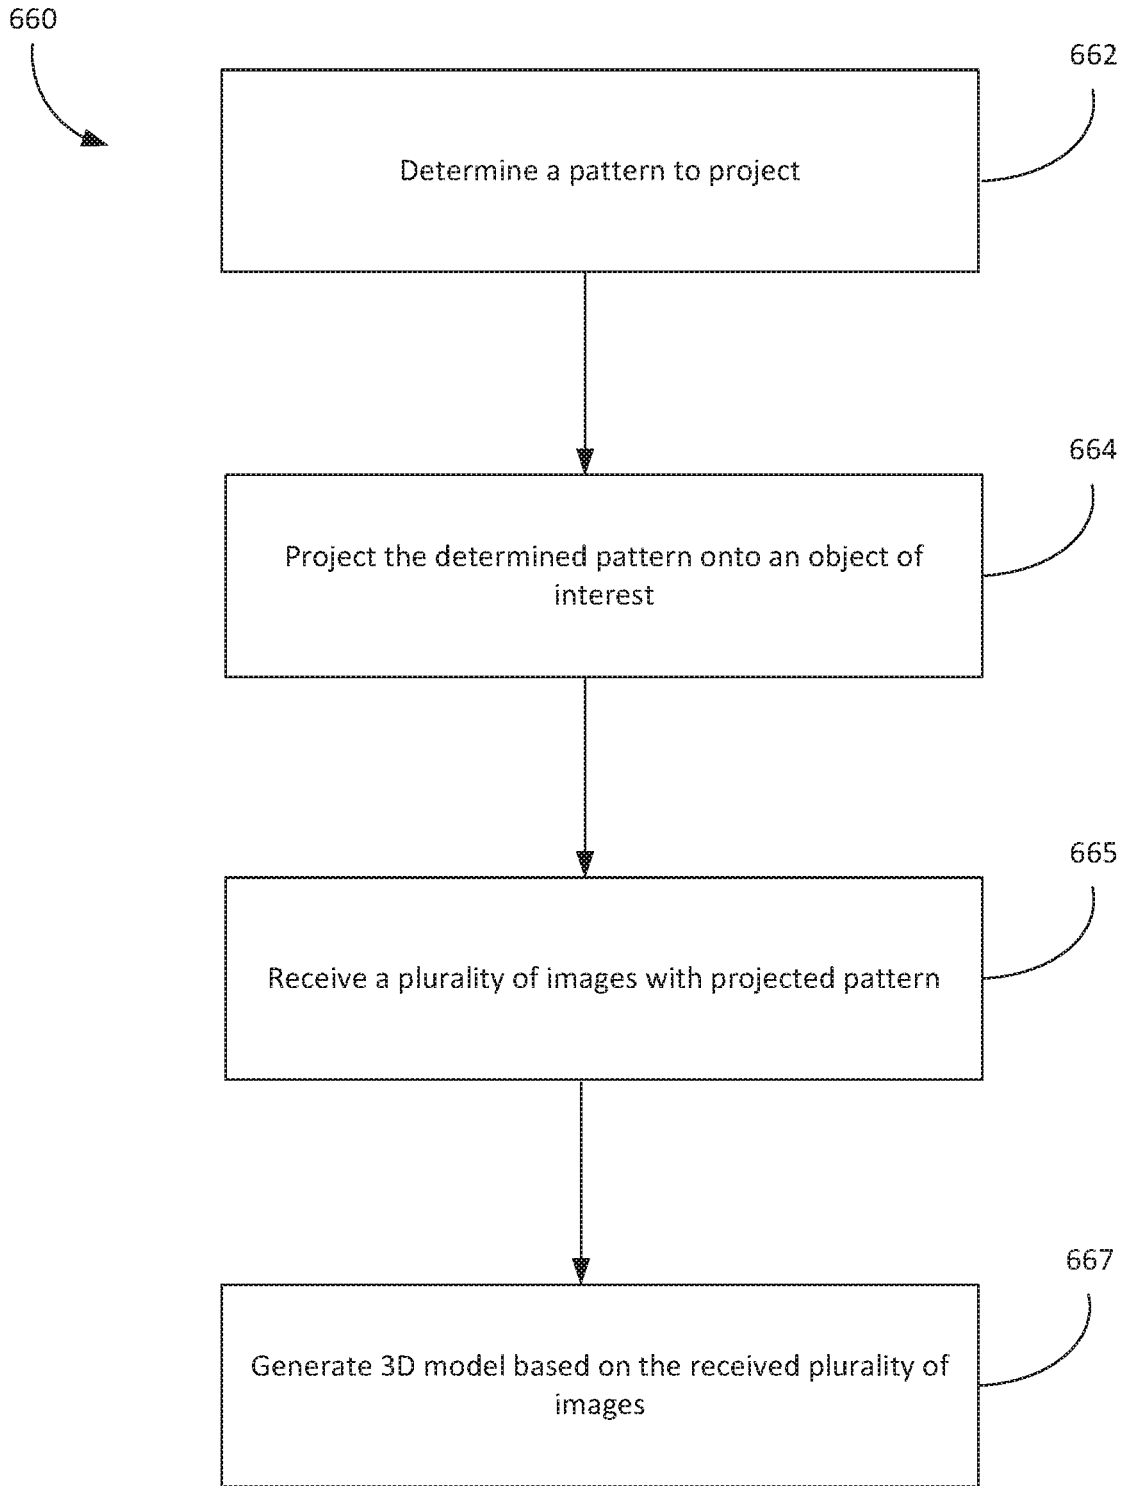 660
662
Determine a pattern to project
664
Project the determined pattern onto an object of
interest
665
Receive a plurality of images with projected pattern
667
Generate 3D model based on the received plurality of
images